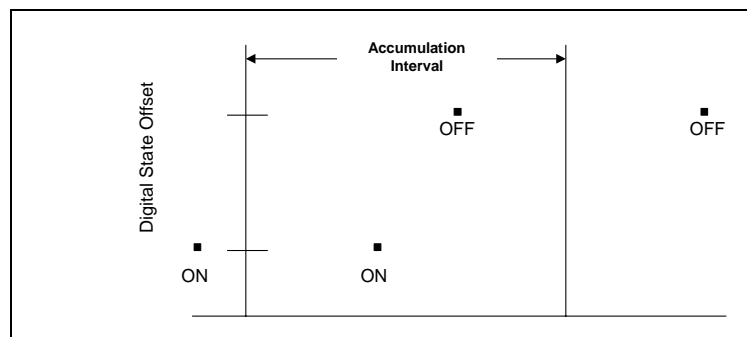 Accumulation
Interval
Digital State Offset
OFF
OFF
ON
ON